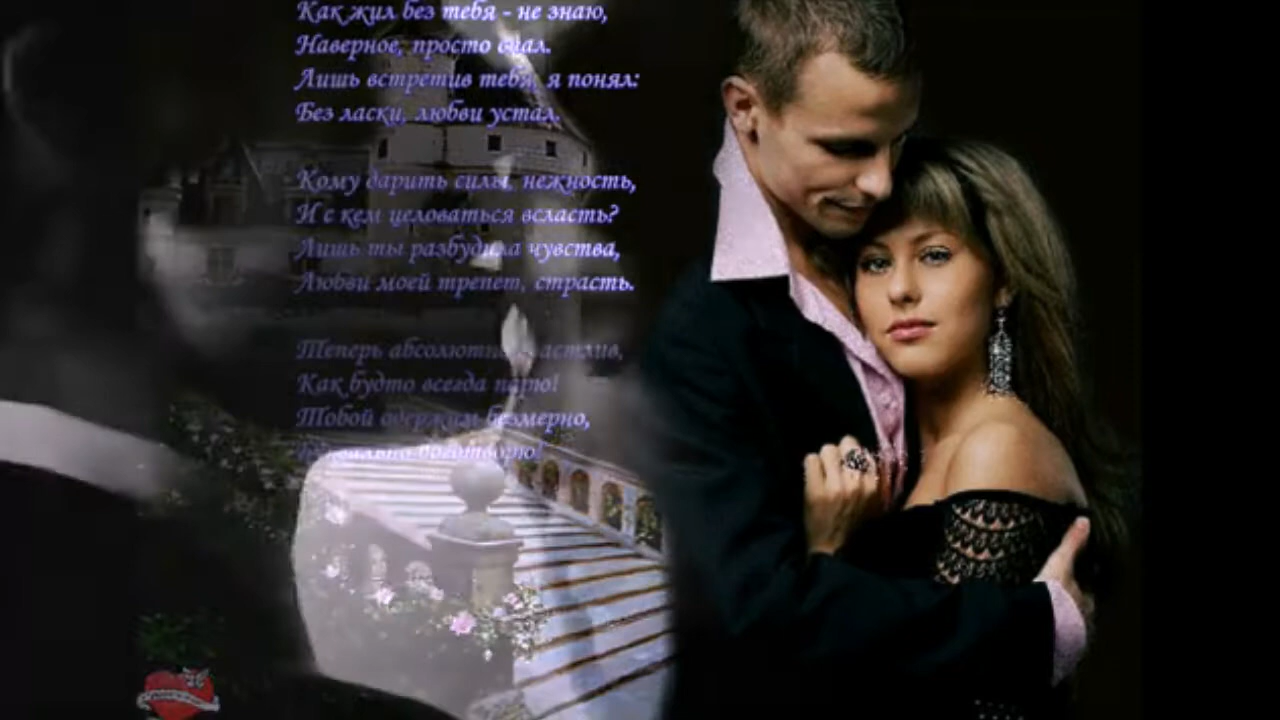 Как жил без тебя - не знаю,
Наверное, просто спал.
Лишь встретив тебя, я понял:
Без ласки, любви устал.
Кому дарить силы, нежность,
И с кем целоваться всласть?
Лишь ты разбудила чувства,
Любви моей трепет, страсть.
Теперь абсолютно счастлив,
Как будто всегда парю!
Тобой одержим безмерно,
боготворю!